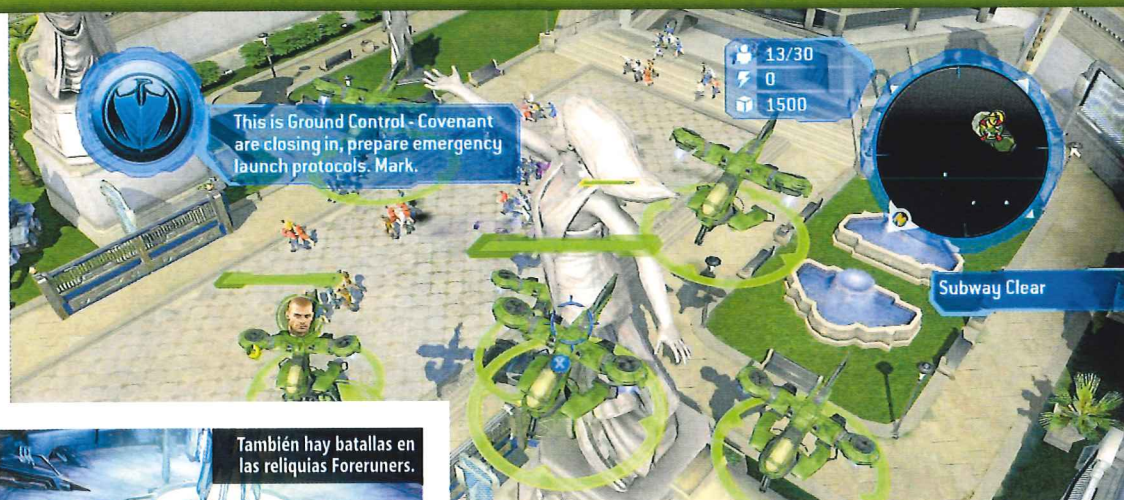 This is Ground Control - Covenant
are closing in, prepare emergency
launch protocols. Mark.
13/30
0
1500
Subway Clear
X
También hay batallas en
las reliquias Foreruners.